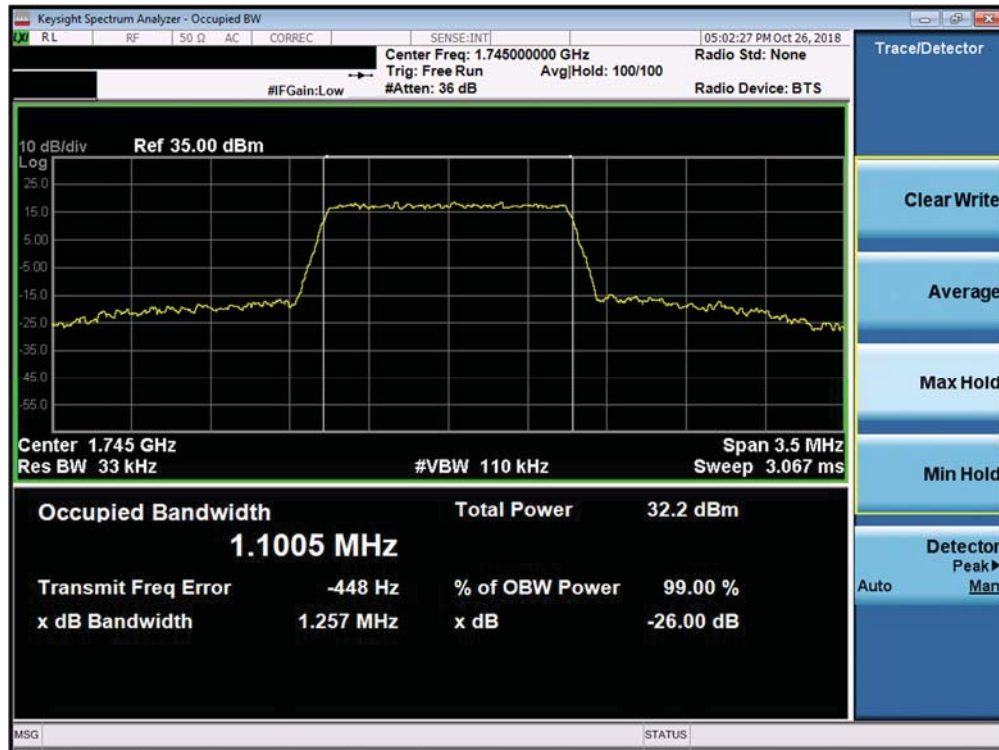 Keysight Spectrum Analyzer - Occupied BW
LXI RL RF 50 Ω AC CORREC SENSE:INT 05:02:27 PM Oct 26, 2018
Center Freq: 1.745000000 GHz Radio Std: None
Trig: Free Run Avg|Hold: 100/100
#IFGain:Low #Atten: 36 dB Radio Device: BTS
Trace/Detector
10 dB/div Ref 35.00 dBm
Log
25.0
15.0
5.00
-5.00
-15.0
-25.0
-35.0
-45.0
-55.0
Center 1.745 GHz Span 3.5 MHz
Res BW 33 kHz #VBW 110 kHz Sweep 3.067 ms
Occupied Bandwidth Total Power 32.2 dBm
1.1005 MHz
Transmit Freq Error -448 Hz % of OBW Power 99.00 %
x dB Bandwidth 1.257 MHz x dB -26.00 dB
Clear Write
Average
Max Hold
Min Hold
Detector
Peak▶
Auto Man
MSG STATUS